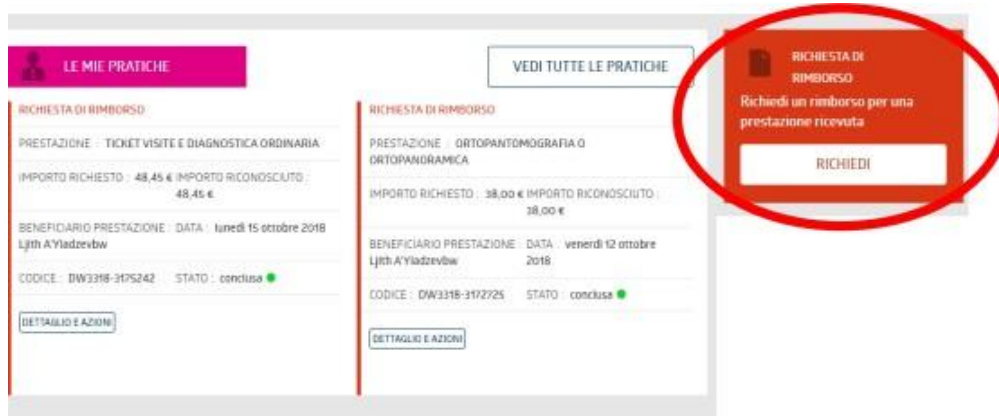 LE MIE PRATICHE
VEDI TUTTE LE PRATICHE
RICHIESTA DI RIMBORSO
PRESTAZIONE : TICKET VISITE E DIAGNOSTICA ORDINARIA
IMPORTO RICHIESTO : 48,45 € IMPORTO RICONOSCIUTO :
48,45 €
BENEFICIARIO PRESTAZIONE : DATA : lunedì 15 ottobre 2018
Ljith A'Yladzevbw
CODICE : DW3318-3175242 STATO : conclusa
DETTAGLIO E AZIONI
RICHIESTA DI RIMBORSO
PRESTAZIONE : ORTOPANTOMOGRAFIA O
ORTOPANORAMICA
IMPORTO RICHIESTO : 38,00 € IMPORTO RICONOSCIUTO :
38,00 €
BENEFICIARIO PRESTAZIONE : DATA : venerdì 12 ottobre
Ljith A'Yladzevbw 2018
CODICE : DW3318-3172725 STATO : conclusa
DETTAGLIO E AZIONI
RICHIESTA DI
RIMBORSO
Richiedi un rimborso per una
prestazione ricevuta
RICHIEDI